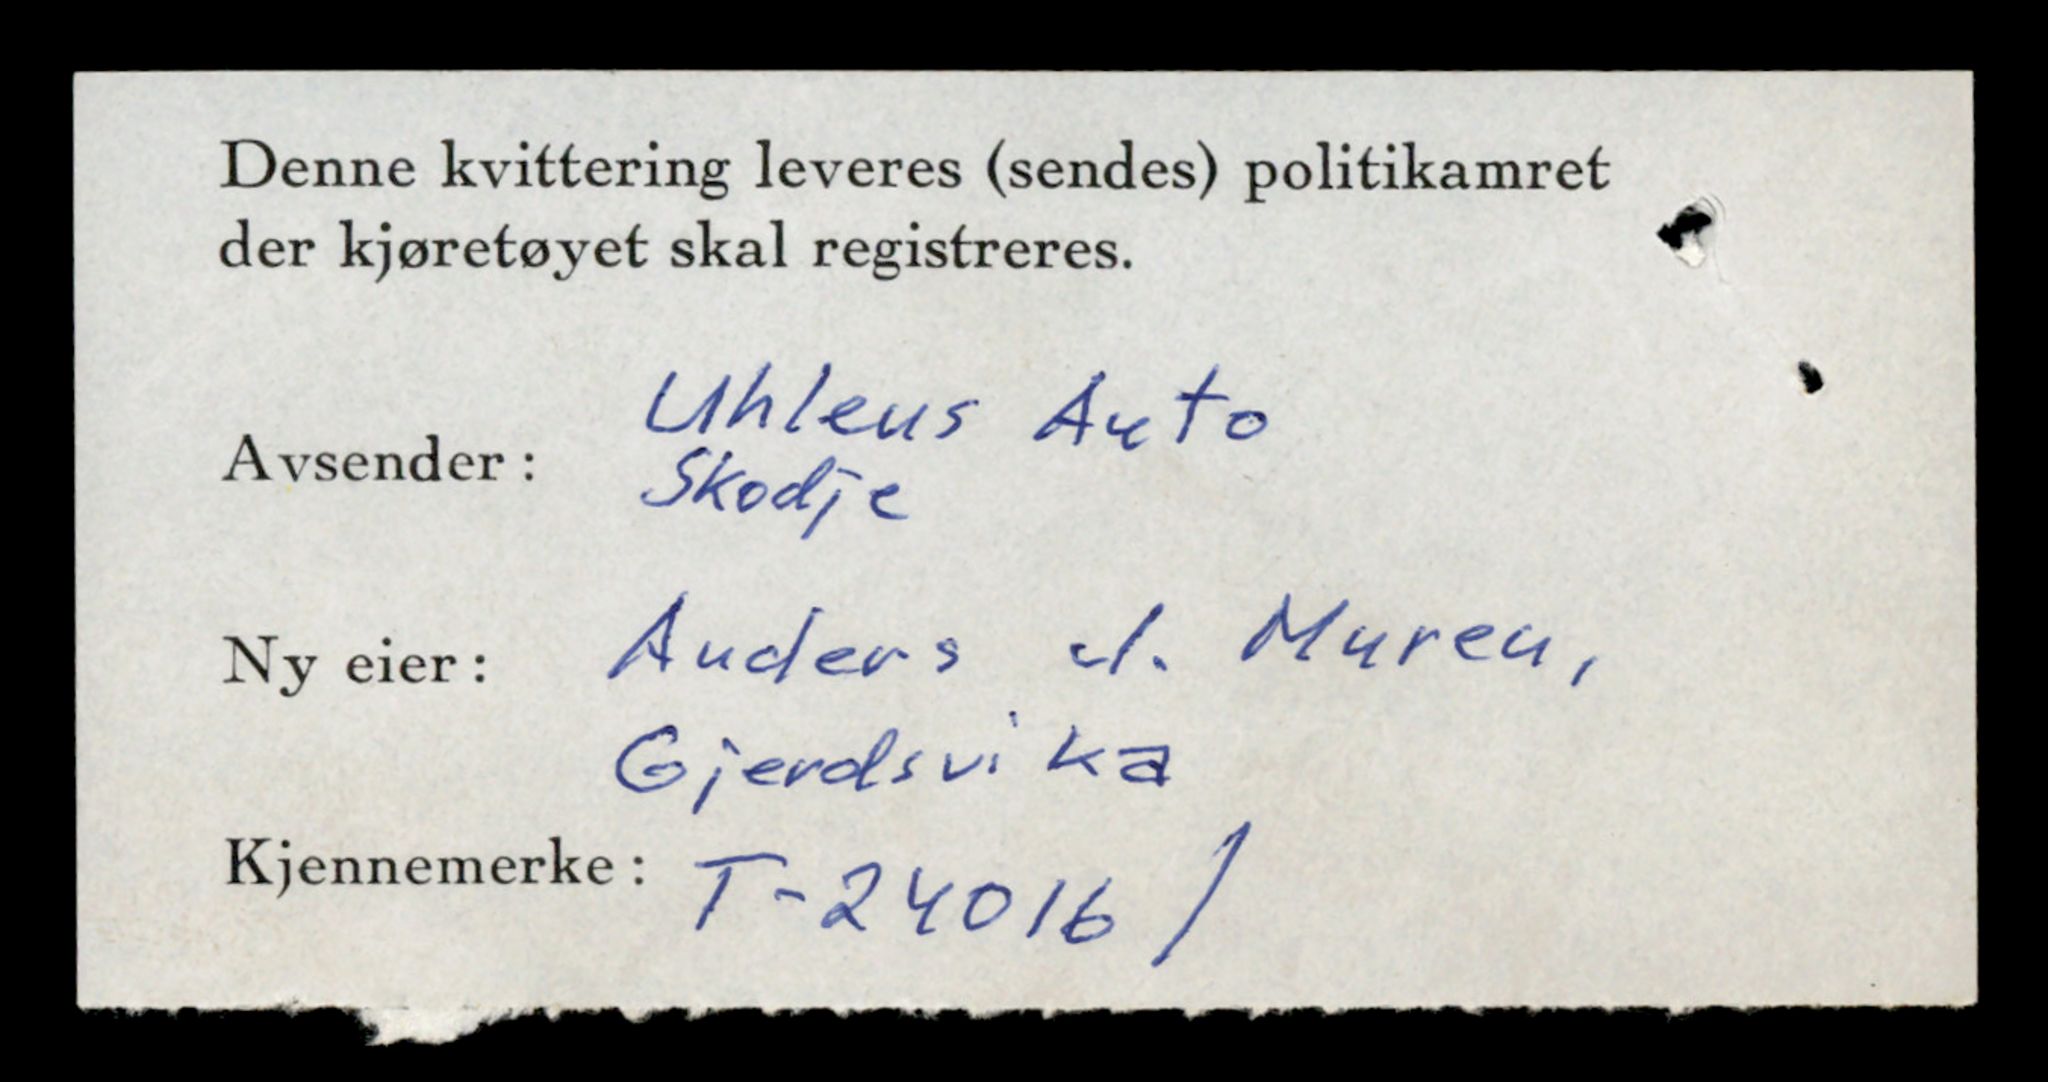 Denne kvittering leveres (sendes) politikamret
der kjøretøyet skal registreres.
Avsender: Uhlens Auto
Skodje
Ny eier: Anders J. Muren,
Gjerdsvika
Kjennemerke: T-24016 /